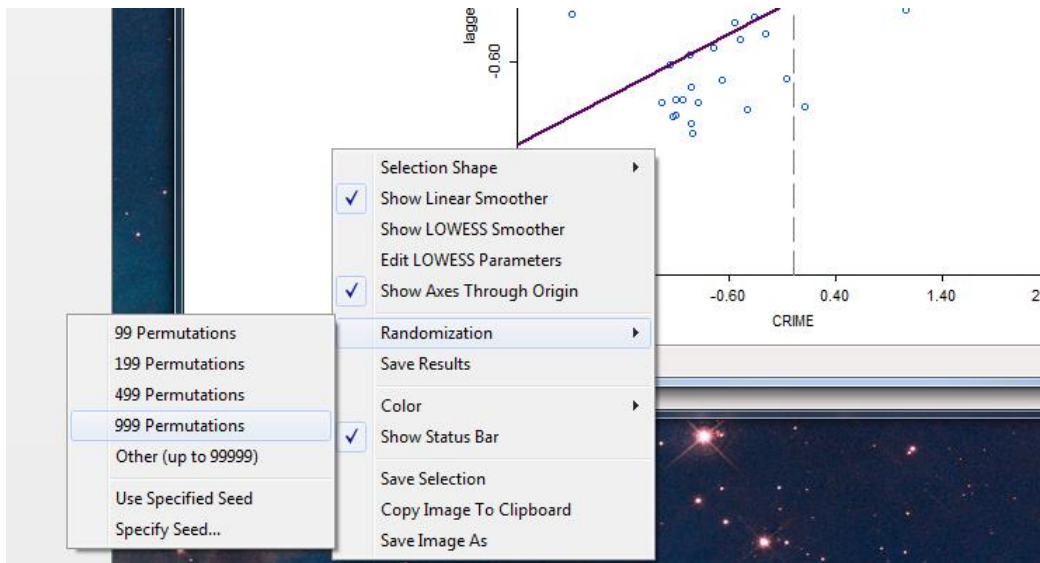 lagge
-0.60
Selection Shape
Show Linear Smoother
Show LOWESS Smoother
Edit LOWESS Parameters
Show Axes Through Origin
-0.60 0.40 1.40 2
CRIME
Randomization
Save Results
Color
Show Status Bar
Save Selection
Copy Image To Clipboard
Save Image As
99 Permutations
199 Permutations
499 Permutations
999 Permutations
Other (up to 99999)
Use Specified Seed
Specify Seed...